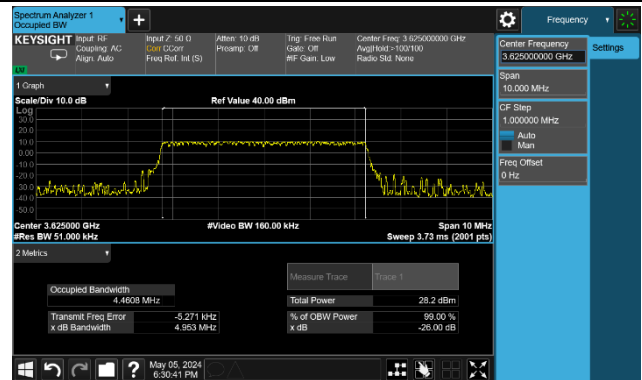 Spectrum Analyzer 1
Occupied BW
Frequency
KEYSIGHT Input: RF
Coupling: AC
Align: Auto
Input Z: 50 Ω
Corr CCorr
Freq Ref: Int (S)
Atten: 10 dB
Preamp: Off
Trig: Free Run
Gate: Off
#IF Gain: Low
Center Freq: 3.625000000 GHz
Avg|Hold:>100/100
Radio Std: None
Center Frequency
3.625000000 GHz
Settings
Span
10.000 MHz
CF Step
1.000000 MHz
Auto
Man
Freq Offset
0 Hz
1 Graph
Scale/Div 10.0 dB
Ref Value 40.00 dBm
Log
30.0
20.0
10.0
0.00
-10.0
-20.0
-30.0
-40.0
-50.0
Center 3.625000 GHz
#Video BW 160.00 kHz
Span 10 MHz
#Res BW 51.000 kHz
Sweep 3.73 ms (2001 pts)
2 Metrics
Measure Trace
Trace 1
Occupied Bandwidth
4.4608 MHz
Total Power
28.2 dBm
Transmit Freq Error
-5.271 kHz
% of OBW Power
99.00 %
x dB Bandwidth
4.953 MHz
x dB
-26.00 dB
May 05, 2024
6:30:41 PM